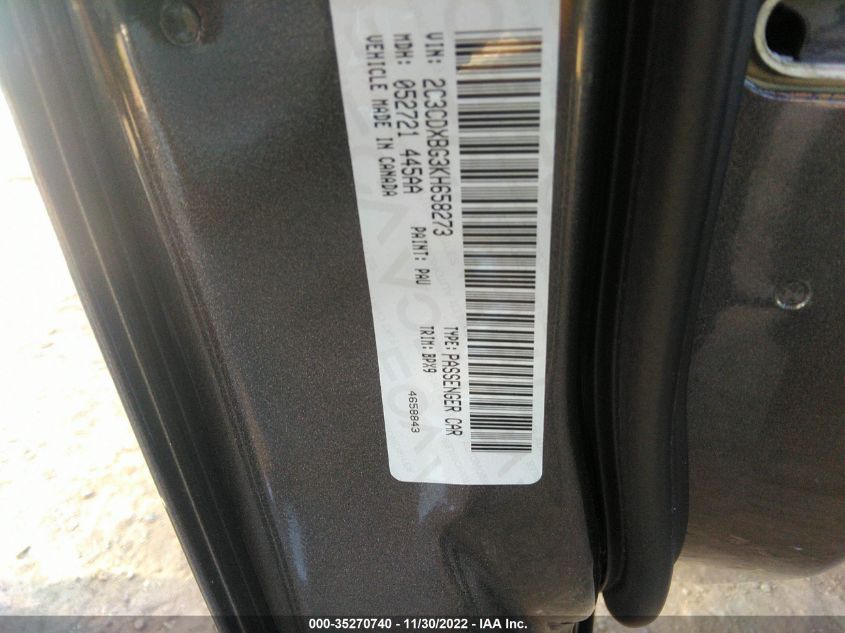 VIN: 2C3CDXBG3KH658273
TYPE: PASSENGER CAR
MDH: 052721 445AA
PAINT: PAU
TRIM: BPX9
VEHICLE MADE IN CANADA
4658843
000-35270740 - 11/30/2022 - IAA Inc.